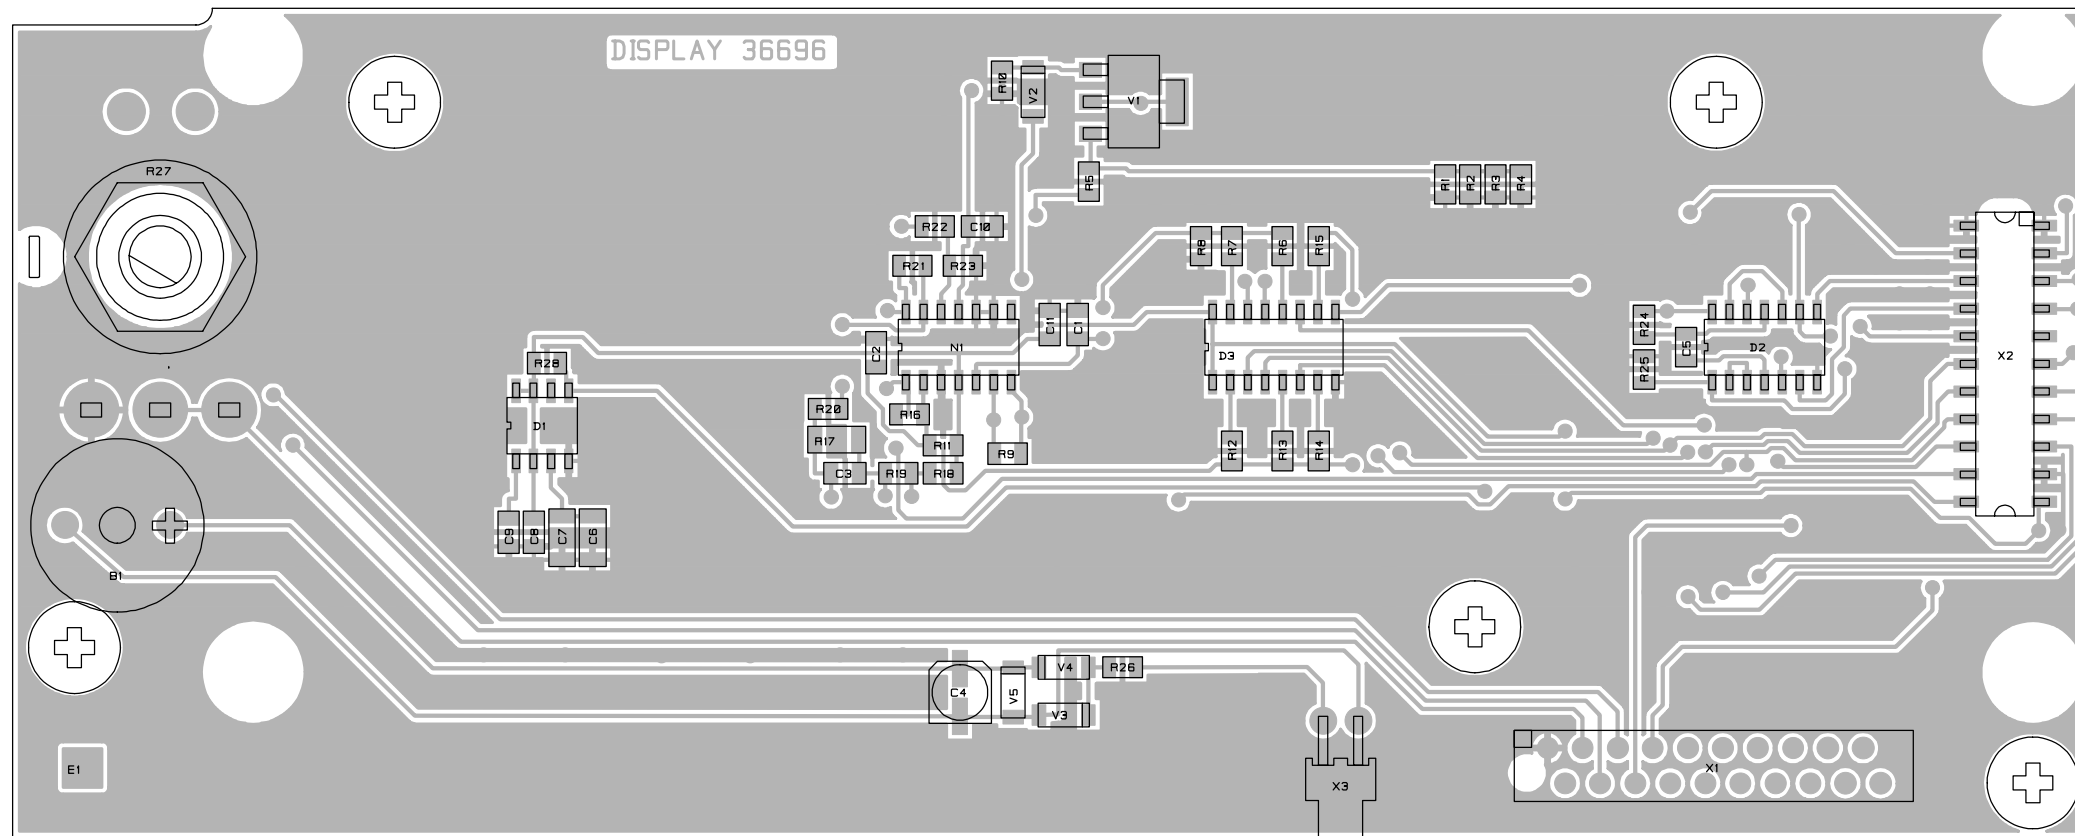 DISPLAY 36696
R10
V2
V1
R27
R5
R1 R2 R3 R4
R22 C10
R21 R23
R8 R7 R6 R15
C11 C1
R24
C2 N1 D3 C5 D2 X2
R28
R25
R20 R16
D1 R17 R11
R9
R12 R13 R14
C3 R19 R18
C9 C8 C7 C6
B1
V4 R26
C4 V5
V3
E1 X1
X3